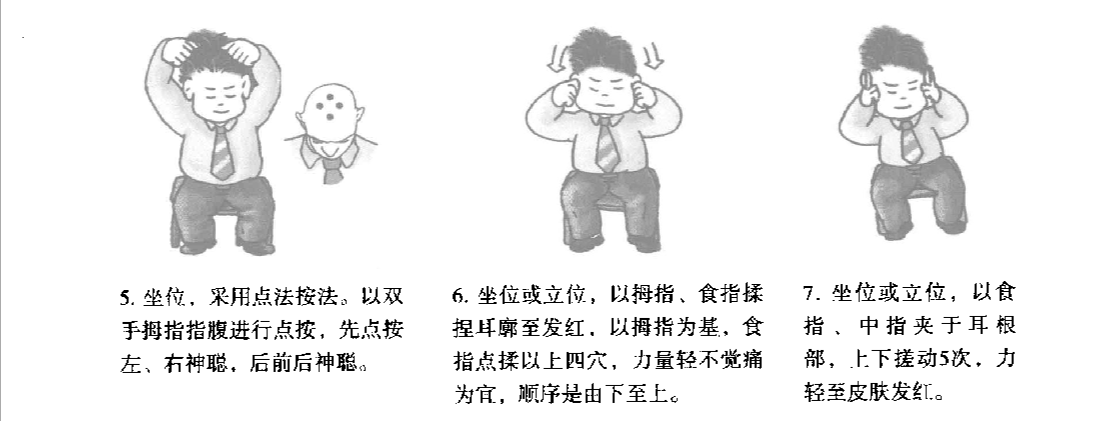 5. 坐位，采用点法按法。以双
手拇指指腹进行点按，先点按
左、右神聪，后前后神聪。
6. 坐位或立位，以拇指、食指揉
捏耳廓至发红，以拇指为基，食
指点揉以上四穴，力量轻不觉痛
为宜，顺序是由下至上。
7. 坐位或立位，以食
指、中指夹于耳根
部，上下搓动5次，力
轻至皮肤发红。